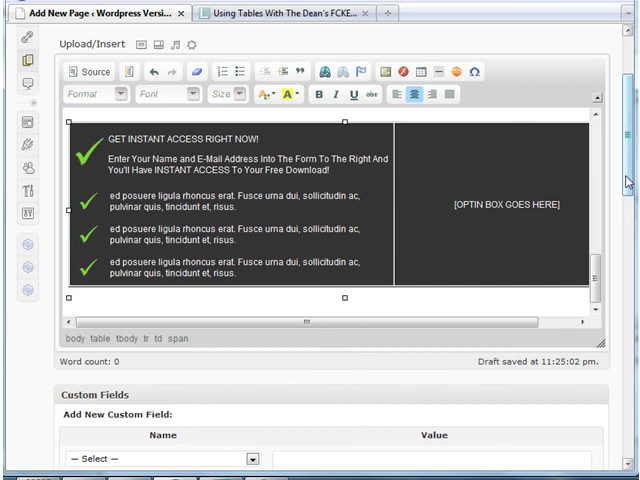 Add New Page ‹ Wordpress Versi...
Using Tables With The Dean's FCKE...
Upload/Insert
Source
Format
Font
Size
A
A
B I U abc
GET INSTANT ACCESS RIGHT NOW!
Enter Your Name and E-Mail Address Into The Form To The Right And
You'll Have INSTANT ACCESS To Your Free Download!
ed posuere ligula rhoncus erat. Fusce urna dui, sollicitudin ac,
pulvinar quis, tincidunt et, risus.
[OPTIN BOX GOES HERE]
ed posuere ligula rhoncus erat. Fusce urna dui, sollicitudin ac,
pulvinar quis, tincidunt et, risus.
ed posuere ligula rhoncus erat. Fusce urna dui, sollicitudin ac,
pulvinar quis, tincidunt et, risus.
body table tbody tr td span
Word count: 0
Draft saved at 11:25:02 pm.
Custom Fields
Add New Custom Field:
Name
Value
— Select —